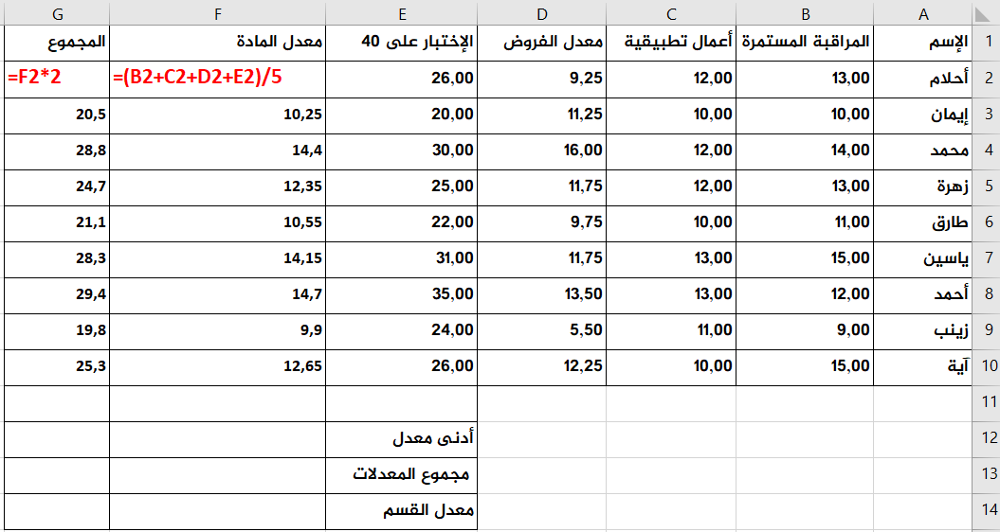 A B C D E F G
1 الإسم المراقبة المستمرة أعمال تطبيقية معدل الفروض الإختبار على 40 معدل المادة المجموع
2 أحلام 13,00 12,00 9,25 26,00 =(B2+C2+D2+E2)/5 =F2*2
3 إيمان 10,00 10,00 11,25 20,00 10,25 20,5
4 محمد 14,00 12,00 16,00 30,00 14,4 28,8
5 زهرة 13,00 12,00 11,75 25,00 12,35 24,7
6 طارق 11,00 10,00 9,75 22,00 10,55 21,1
7 ياسين 15,00 13,00 11,75 31,00 14,15 28,3
8 أحمد 12,00 13,00 13,50 35,00 14,7 29,4
9 زينب 9,00 11,00 5,50 24,00 9,9 19,8
10 آية 15,00 10,00 12,25 26,00 12,65 25,3
11
12 أدنى معدل
13 مجموع المعدلات
14 معدل القسم